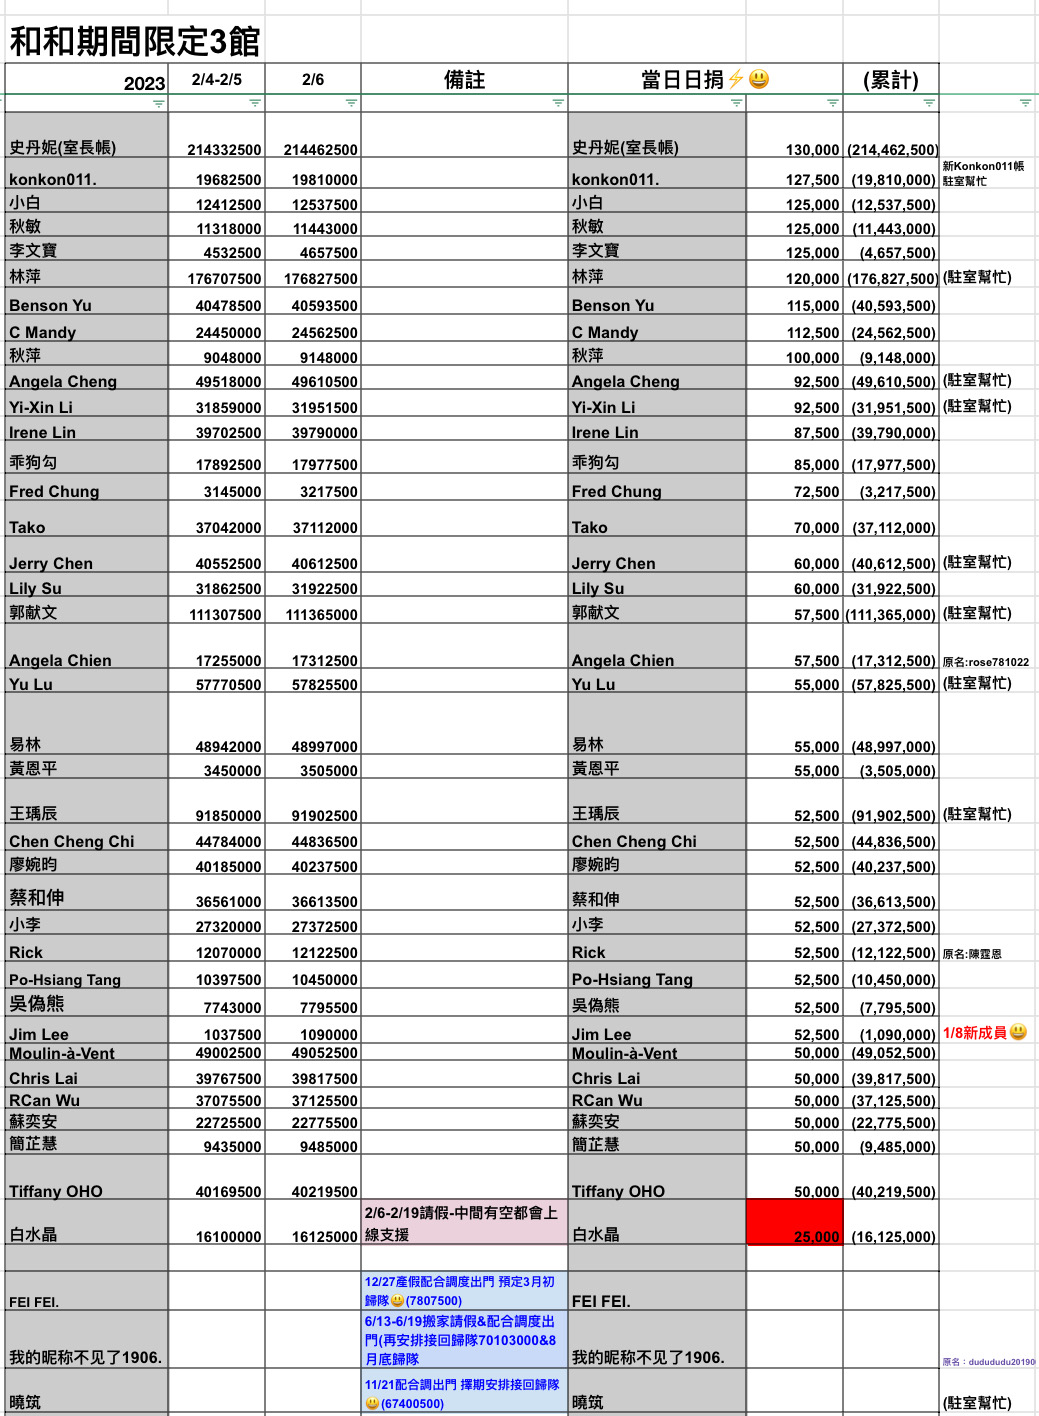 和和期間限定3館
2023 2/4-2/5 2/6 備註 當日日捐⚡😃 (累計)
史丹妮(室長帳) 214332500 214462500 史丹妮(室長帳) 130,000 (214,462,500)
新Konkon011帳
konkon011. 19682500 19810000 konkon011. 127,500 (19,810,000) 駐室幫忙
小白 12412500 12537500 小白 125,000 (12,537,500)
秋敏 11318000 11443000 秋敏 125,000 (11,443,000)
李文寶 4532500 4657500 李文寶 125,000 (4,657,500)
林萍 176707500 176827500 林萍 120,000 (176,827,500) (駐室幫忙)
Benson Yu 40478500 40593500 Benson Yu 115,000 (40,593,500)
C Mandy 24450000 24562500 C Mandy 112,500 (24,562,500)
秋萍 9048000 9148000 秋萍 100,000 (9,148,000)
Angela Cheng 49518000 49610500 Angela Cheng 92,500 (49,610,500) (駐室幫忙)
Yi-Xin Li 31859000 31951500 Yi-Xin Li 92,500 (31,951,500) (駐室幫忙)
Irene Lin 39702500 39790000 Irene Lin 87,500 (39,790,000)
乖狗勾 17892500 17977500 乖狗勾 85,000 (17,977,500)
Fred Chung 3145000 3217500 Fred Chung 72,500 (3,217,500)
Tako 37042000 37112000 Tako 70,000 (37,112,000)
Jerry Chen 40552500 40612500 Jerry Chen 60,000 (40,612,500) (駐室幫忙)
Lily Su 31862500 31922500 Lily Su 60,000 (31,922,500)
郭献文 111307500 111365000 郭献文 57,500 (111,365,000) (駐室幫忙)
Angela Chien 17255000 17312500 Angela Chien 57,500 (17,312,500) 原名:rose781022
Yu Lu 57770500 57825500 Yu Lu 55,000 (57,825,500) (駐室幫忙)
易林 48942000 48997000 易林 55,000 (48,997,000)
黃恩平 3450000 3505000 黃恩平 55,000 (3,505,000)
王瑀辰 91850000 91902500 王瑀辰 52,500 (91,902,500) (駐室幫忙)
Chen Cheng Chi 44784000 44836500 Chen Cheng Chi 52,500 (44,836,500)
廖婉昀 40185000 40237500 廖婉昀 52,500 (40,237,500)
蔡和伸 36561000 36613500 蔡和伸 52,500 (36,613,500)
小李 27320000 27372500 小李 52,500 (27,372,500)
Rick 12070000 12122500 Rick 52,500 (12,122,500) 原名:陳霆恩
Po-Hsiang Tang 10397500 10450000 Po-Hsiang Tang 52,500 (10,450,000)
吳偽熊 7743000 7795500 吳偽熊 52,500 (7,795,500)
Jim Lee 1037500 1090000 Jim Lee 52,500 (1,090,000) 1/8新成員😃
Moulin-à-Vent 49002500 49052500 Moulin-à-Vent 50,000 (49,052,500)
Chris Lai 39767500 39817500 Chris Lai 50,000 (39,817,500)
RCan Wu 37075500 37125500 RCan Wu 50,000 (37,125,500)
蘇奕安 22725500 22775500 蘇奕安 50,000 (22,775,500)
簡芷慧 9435000 9485000 簡芷慧 50,000 (9,485,000)
Tiffany OHO 40169500 40219500 Tiffany OHO 50,000 (40,219,500)
2/6-2/19請假-中間有空都會上
白水晶 16100000 16125000 線支援 白水晶 25,000 (16,125,000)
12/27產假配合調度出門 預定3月初
FEI FEI. 歸隊😃(7807500) FEI FEI.
6/13-6/19搬家請假&配合調度出
門(再安排接回歸隊70103000&8
我的昵称不见了1906. 月底歸隊 我的昵称不见了1906. 原名：dudududu20190
11/21配合調出門 擇期安排接回歸隊
曉筑 😃(67400500) 曉筑 (駐室幫忙)